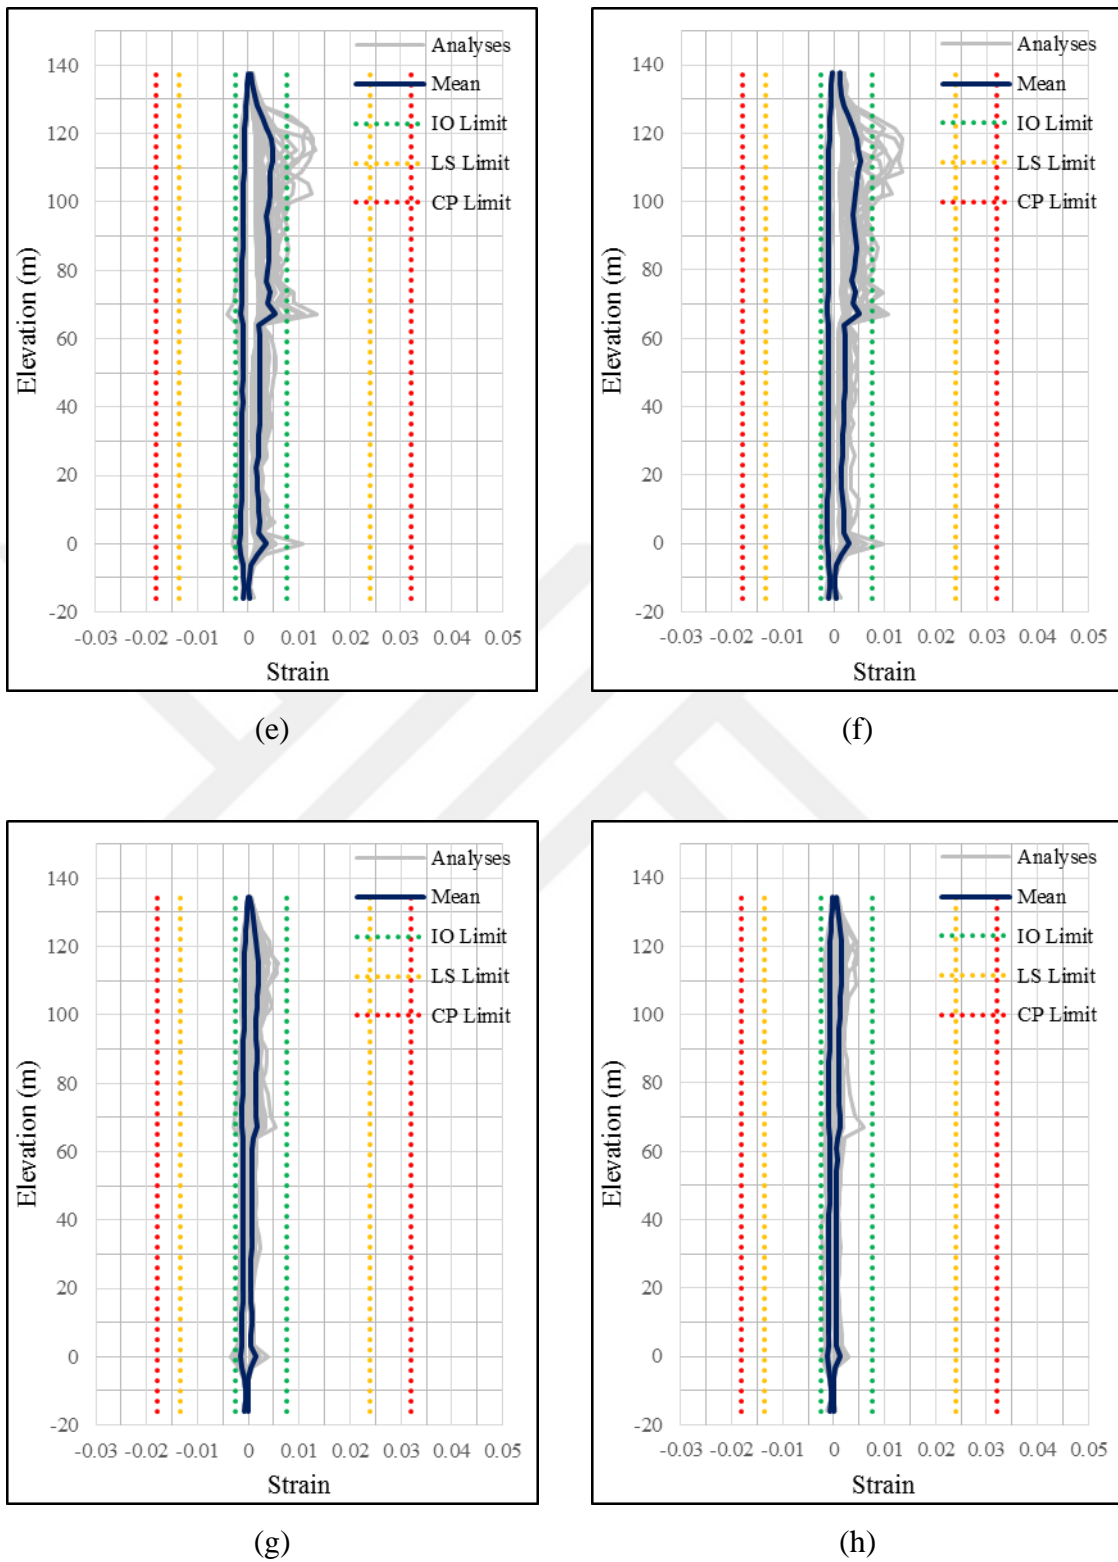 Analyses
Mean
IO Limit
LS Limit
CP Limit
140
120
100
80
60
40
20
0
-20
Elevation (m)
-0.03 -0.02 -0.01 0 0.01 0.02 0.03 0.04 0.05
Strain
(e)
Analyses
Mean
IO Limit
LS Limit
CP Limit
140
120
100
80
60
40
20
0
-20
Elevation (m)
-0.03 -0.02 -0.01 0 0.01 0.02 0.03 0.04 0.05
Strain
(f)
Analyses
Mean
IO Limit
LS Limit
CP Limit
140
120
100
80
60
40
20
0
-20
Elevation (m)
-0.03 -0.02 -0.01 0 0.01 0.02 0.03 0.04 0.05
Strain
(g)
Analyses
Mean
IO Limit
LS Limit
CP Limit
140
120
100
80
60
40
20
0
-20
Elevation (m)
-0.03 -0.02 -0.01 0 0.01 0.02 0.03 0.04 0.05
Strain
(h)